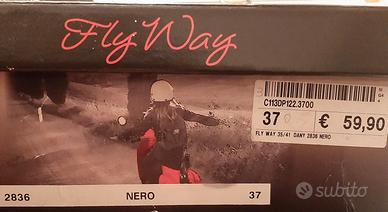 Fly Way
C113DP122.3700
37 € 59,90
FLY WAY 35/41 DANY 2836 NERO
2836 NERO 37
subito